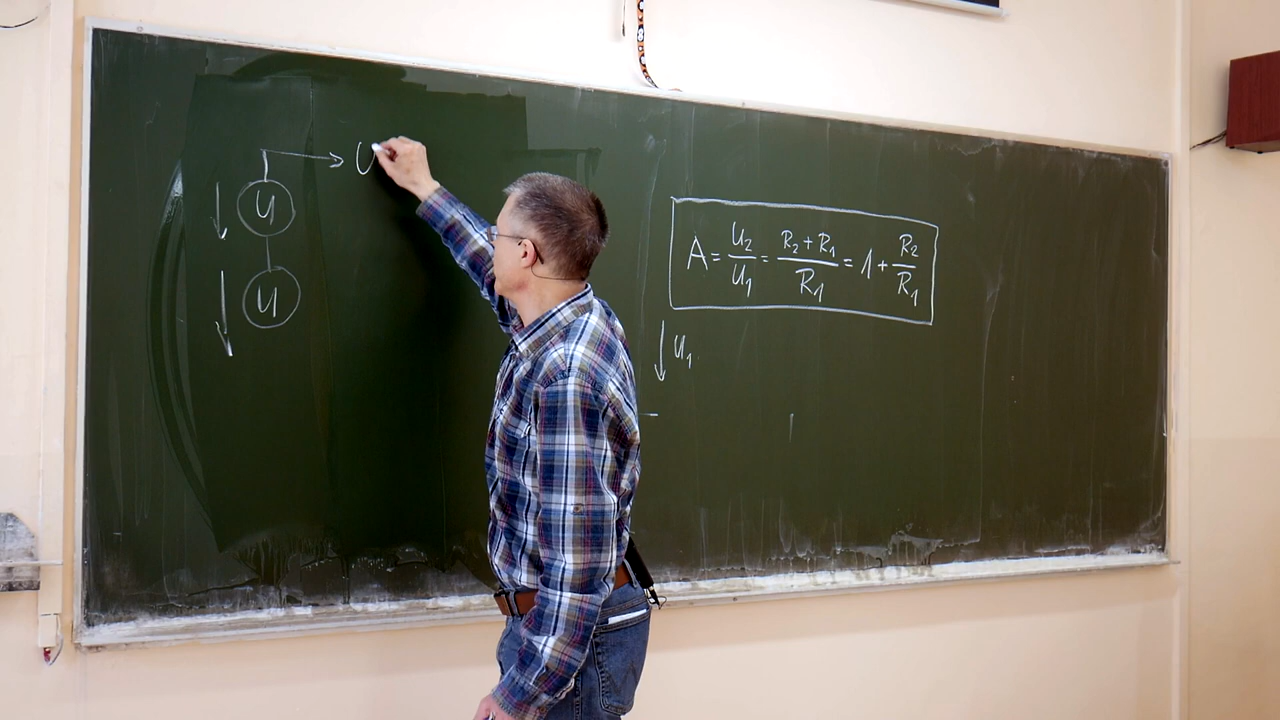 U
U
U
A = U₂/U₁ = (R₂ + R₁)/R₁ = 1 + R₂/R₁
U₁